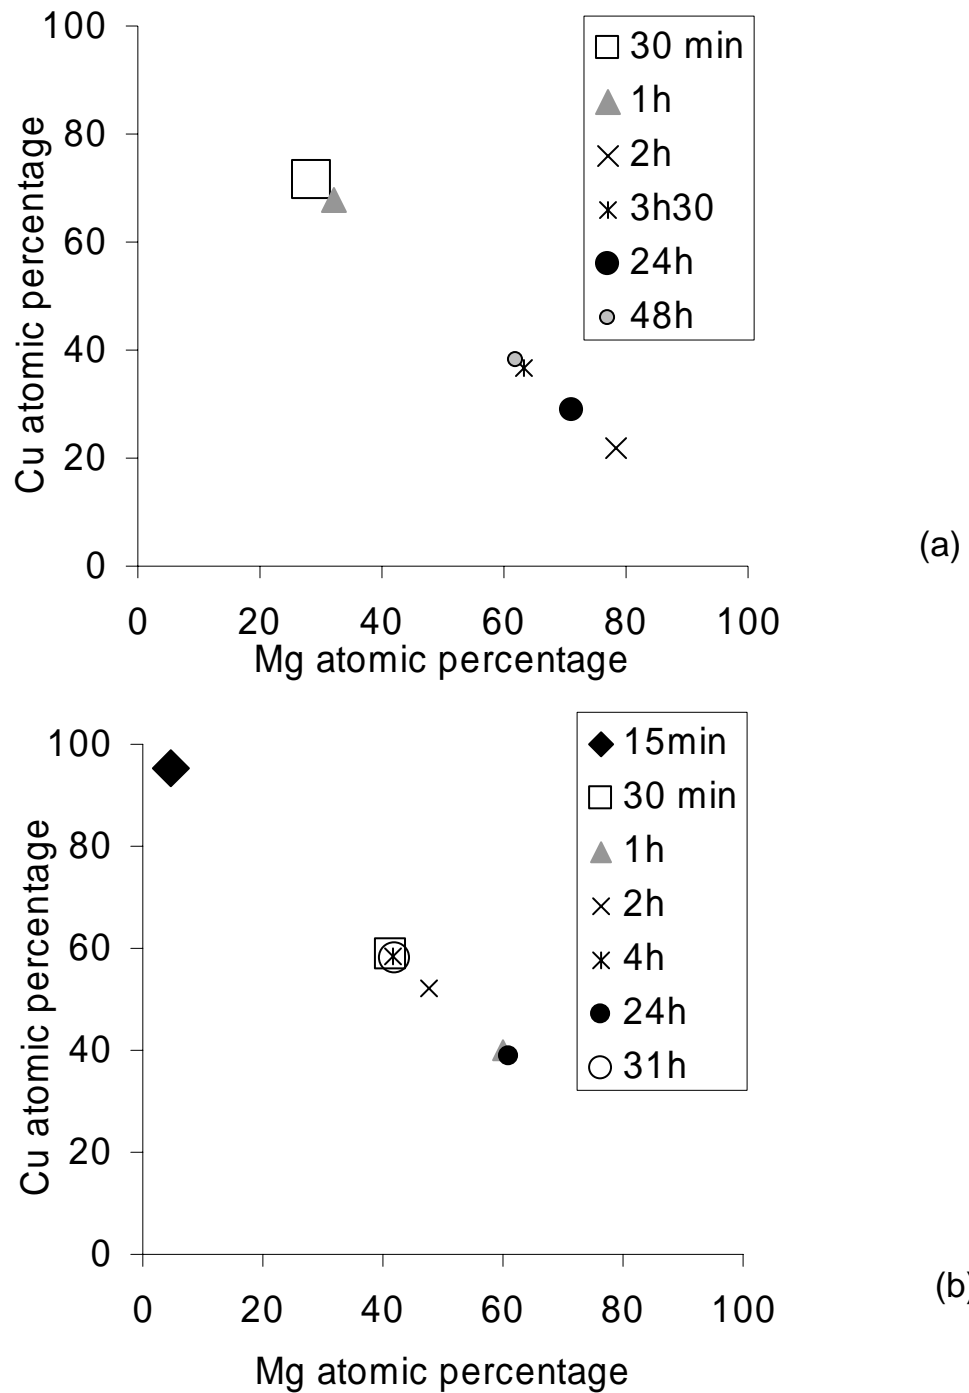 100
80
60
40
20
0
Cu atomic percentage
30 min
1h
2h
3h30
24h
48h
(a)
0 20 40 60 80 100
Mg atomic percentage
100
80
60
40
20
0
Cu atomic percentage
15min
30 min
1h
2h
4h
24h
31h
(b)
0 20 40 60 80 100
Mg atomic percentage